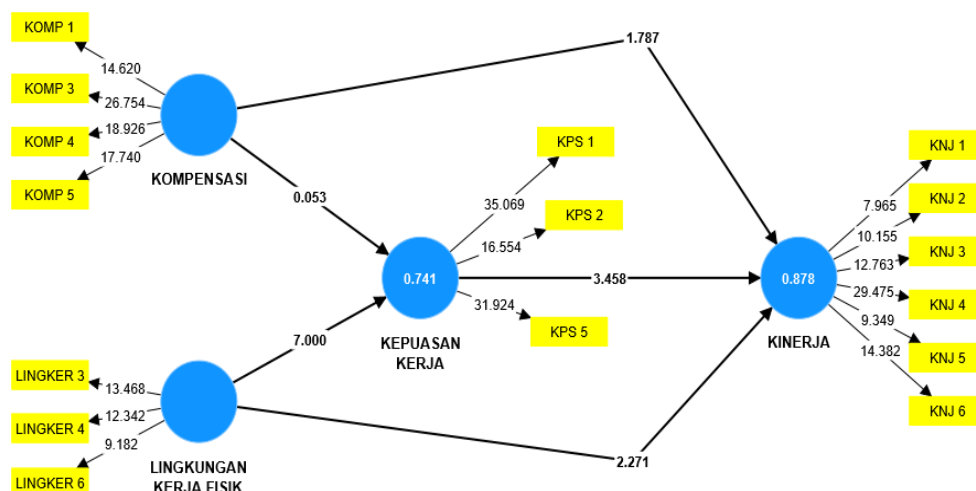 KOMP 1
KOMP 3
KOMP 4
KOMP 5
14.620
26.754
18.926
17.740
KOMPENSASI
1.787
0.053
KPS 1
KPS 2
KPS 5
35.069
16.554
31.924
0.741
KEPUASAN
KERJA
3.458
7.000
LINGKER 3
LINGKER 4
LINGKER 6
13.468
12.342
9.182
LINGKUNGAN
KERJA FISIK
2.271
0.878
KINERJA
7.965
10.155
12.763
29.475
9.349
14.382
KNJ 1
KNJ 2
KNJ 3
KNJ 4
KNJ 5
KNJ 6